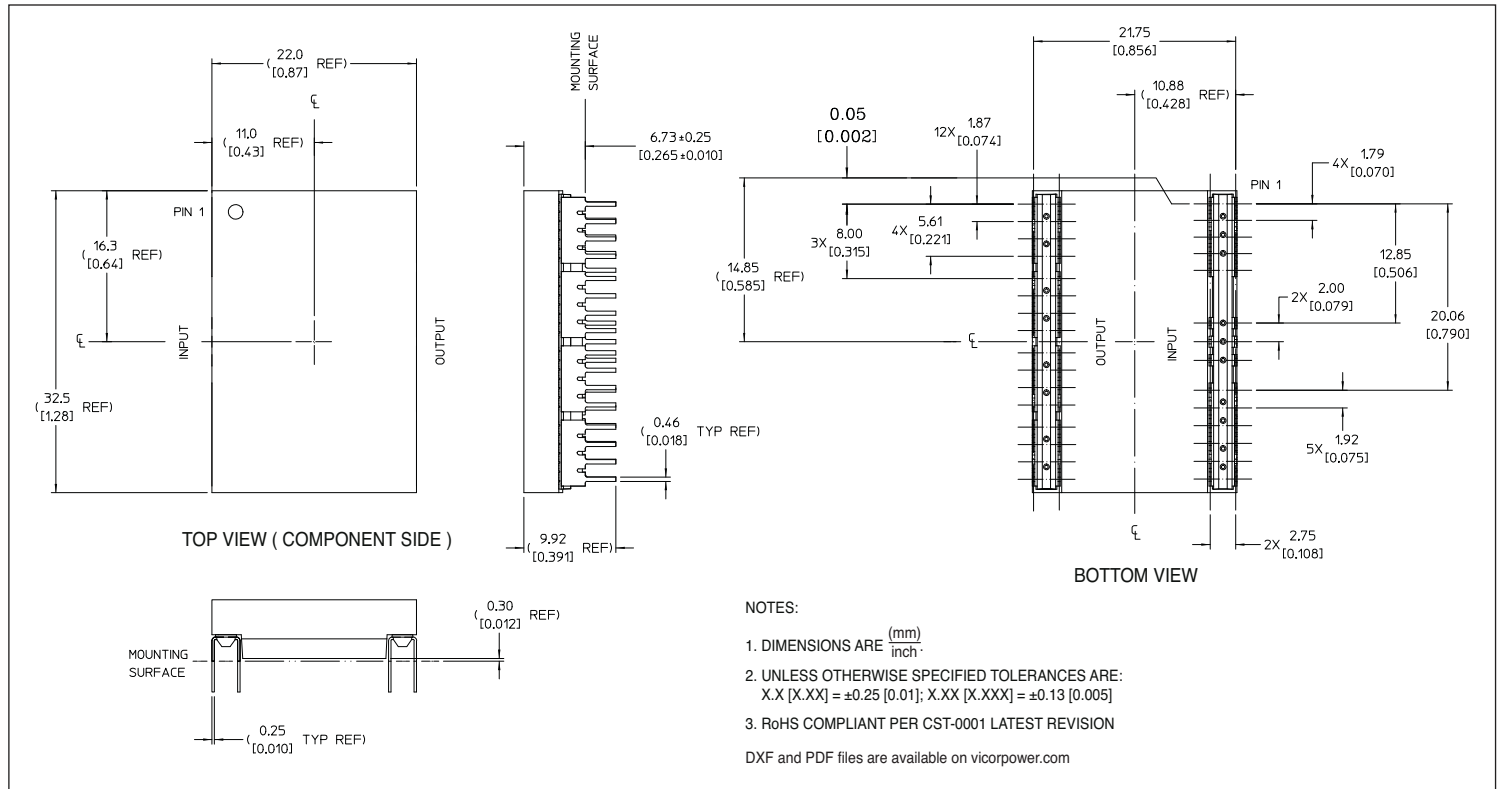 22.0
( [0.87] REF)
℄
11.0
( [0.43] REF)
PIN 1
16.3
( [0.64] REF)
℄
INPUT
OUTPUT
32.5
( [1.28] REF)
TOP VIEW ( COMPONENT SIDE )
MOUNTING
SURFACE
6.73 ±0.25
[0.265 ±0.010]
0.46
( [0.018] TYP REF)
9.92
( [0.391] REF)
21.75
[0.856]
10.88
( [0.428] REF)
0.05
[0.002]
12X 1.87
[0.074]
4X 1.79
[0.070]
PIN 1
4X 5.61
[0.221]
3X 8.00
[0.315]
14.85
( [0.585] REF)
12.85
[0.506]
2X 2.00
[0.079]
20.06
[0.790]
℄
OUTPUT
INPUT
5X 1.92
[0.075]
℄
2X 2.75
[0.108]
BOTTOM VIEW
0.30
( [0.012] REF)
MOUNTING
SURFACE
0.25
( [0.010] TYP REF)
NOTES:
1. DIMENSIONS ARE (mm)
inch.
2. UNLESS OTHERWISE SPECIFIED TOLERANCES ARE:
X.X [X.XX] = ±0.25 [0.01]; X.XX [X.XXX] = ±0.13 [0.005]
3. RoHS COMPLIANT PER CST-0001 LATEST REVISION
DXF and PDF files are available on vicorpower.com